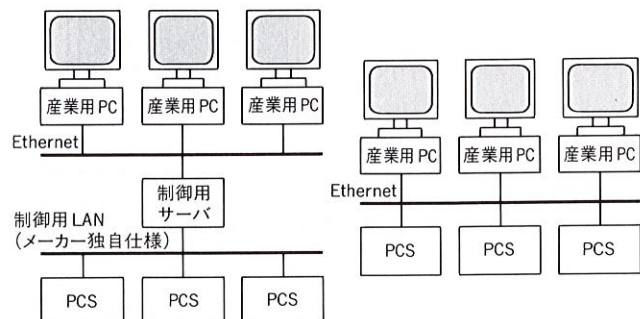 産業用PC 産業用PC 産業用PC
Ethernet
制御用
サーバ
制御用LAN
(メーカー独自仕様)
PCS PCS PCS
産業用PC 産業用PC 産業用PC
Ethernet
PCS PCS PCS